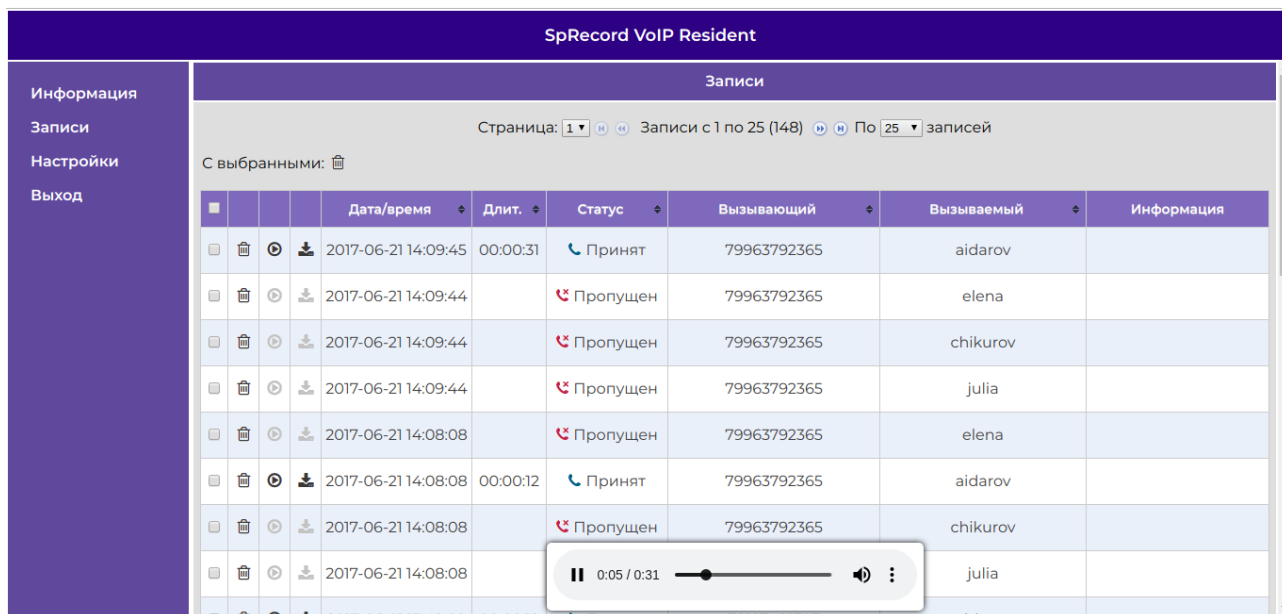 SpRecord VoIP Resident
Информация
Записи
Настройки
Выход
Записи
Страница: 1 Записи с 1 по 25 (148) По 25 записей
С выбранными:
Дата/время Длит. Статус Вызывающий Вызываемый Информация
2017-06-21 14:09:45 00:00:31 Принят 79963792365 aidarov
2017-06-21 14:09:44 Пропущен 79963792365 elena
2017-06-21 14:09:44 Пропущен 79963792365 chikurov
2017-06-21 14:09:44 Пропущен 79963792365 julia
2017-06-21 14:08:08 Пропущен 79963792365 elena
2017-06-21 14:08:08 00:00:12 Принят 79963792365 aidarov
2017-06-21 14:08:08 Пропущен 79963792365 chikurov
2017-06-21 14:08:08 julia
0:05 / 0:31